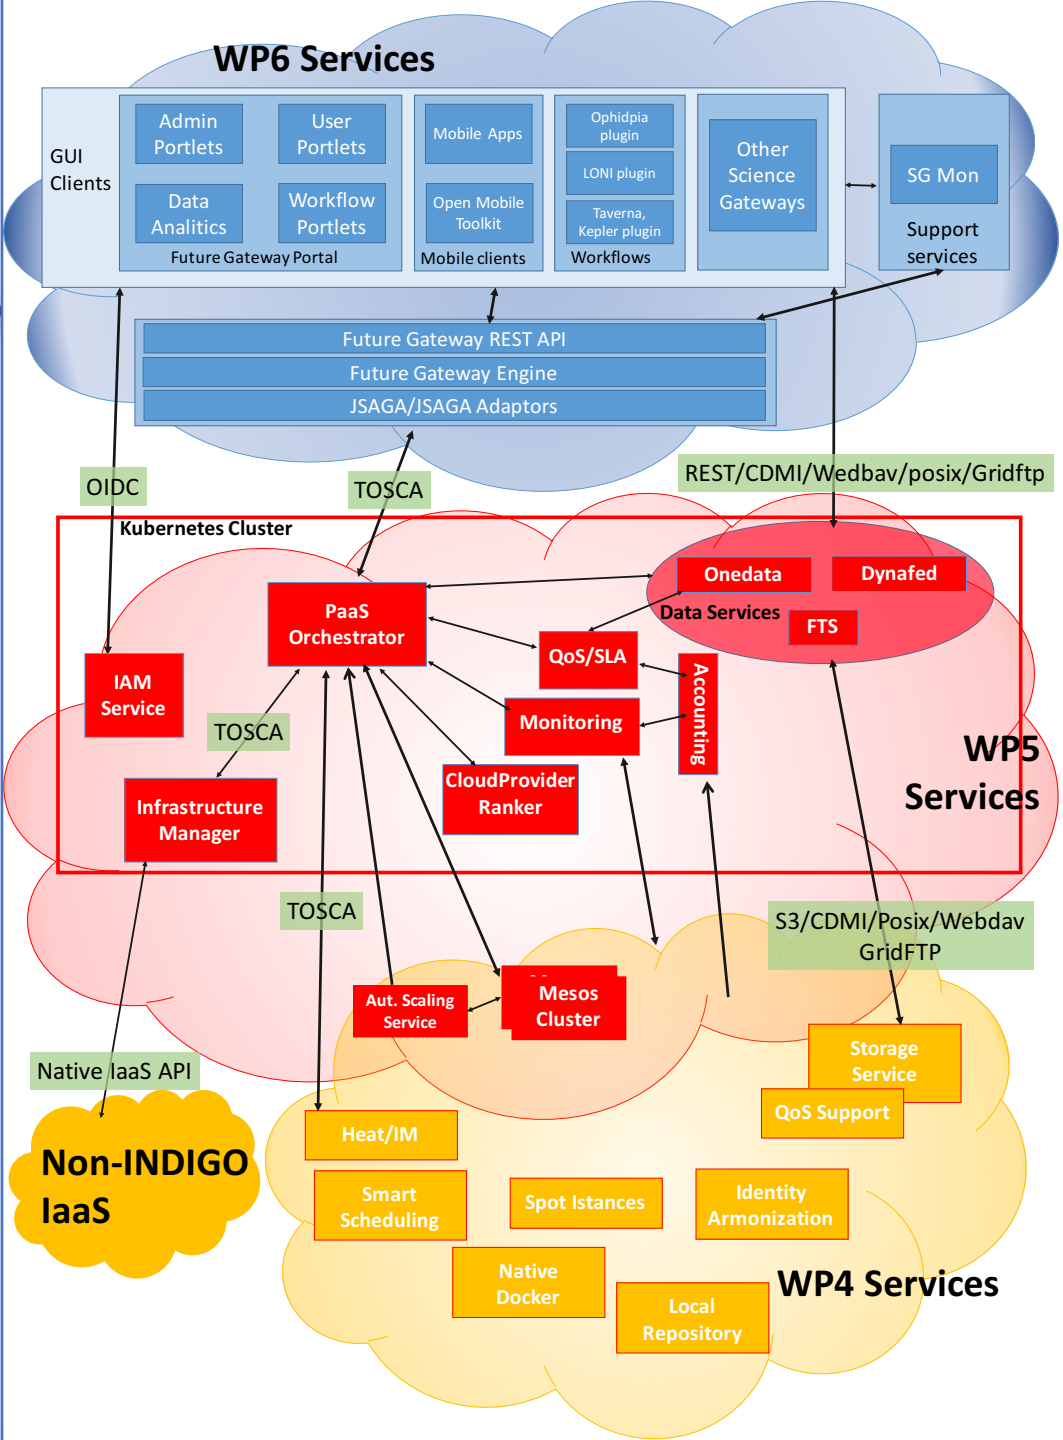 WP6 Services
GUI
Clients
Admin
Portlets
User
Portlets
Data
Analitics
Workflow
Portlets
Future Gateway Portal
Mobile Apps
Open Mobile
Toolkit
Mobile clients
Ophidpia
plugin
LONI plugin
Taverna,
Kepler plugin
Workflows
Other
Science
Gateways
SG Mon
Support
services
Future Gateway REST API
Future Gateway Engine
JSAGA/JSAGA Adaptors
OIDC
TOSCA
REST/CDMI/Wedbav/posix/Gridftp
Kubernetes Cluster
Onedata
Dynafed
Data Services
FTS
PaaS
Orchestrator
QoS/SLA
Accounting
IAM
Service
TOSCA
Monitoring
WP5
Services
CloudProvider
Ranker
Infrastructure
Manager
TOSCA
S3/CDMI/Posix/Webdav
GridFTP
Aut. Scaling
Service
Mesos
Cluster
Storage
Service
QoS Support
Native IaaS API
Non-INDIGO
IaaS
Heat/IM
Smart
Scheduling
Spot Istances
Identity
Armonization
Native
Docker
Local
Repository
WP4 Services